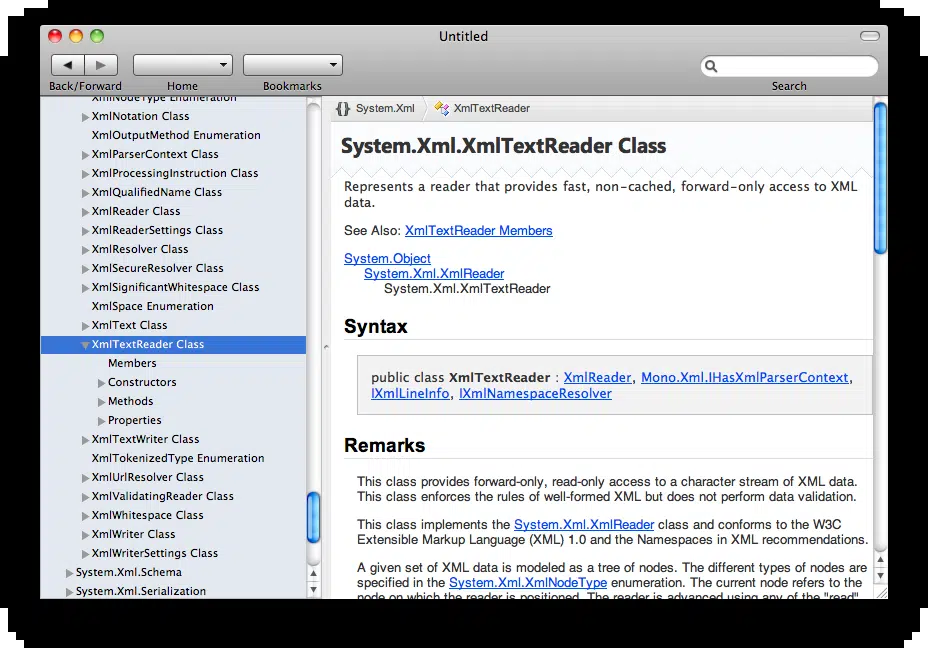 Untitled
Back/Forward
Home
Bookmarks
Search
XmlNodeType Enumeration
XmlNotation Class
XmlOutputMethod Enumeration
XmlParserContext Class
XmlProcessingInstruction Class
XmlQualifiedName Class
XmlReader Class
XmlReaderSettings Class
XmlResolver Class
XmlSecureResolver Class
XmlSignificantWhitespace Class
XmlSpace Enumeration
XmlText Class
XmlTextReader Class
Members
Constructors
Methods
Properties
XmlTextWriter Class
XmlTokenizedType Enumeration
XmlUrlResolver Class
XmlValidatingReader Class
XmlWhitespace Class
XmlWriter Class
XmlWriterSettings Class
System.Xml.Schema
System.Xml.Serialization
{} System.Xml
XmlTextReader
System.Xml.XmlTextReader Class
Represents a reader that provides fast, non-cached, forward-only access to XML
data.
See Also: XmlTextReader Members
System.Object
System.Xml.XmlReader
System.Xml.XmlTextReader
Syntax
public class XmlTextReader : XmlReader, Mono.Xml.IHasXmlParserContext,
IXmlLineInfo, IXmlNamespaceResolver
Remarks
This class provides forward-only, read-only access to a character stream of XML data.
This class enforces the rules of well-formed XML but does not perform data validation.
This class implements the System.Xml.XmlReader class and conforms to the W3C
Extensible Markup Language (XML) 1.0 and the Namespaces in XML recommendations.
A given set of XML data is modeled as a tree of nodes. The different types of nodes are
specified in the System.Xml.XmlNodeType enumeration. The current node refers to the
node on which the reader is positioned. The reader is advanced using any of the "read"